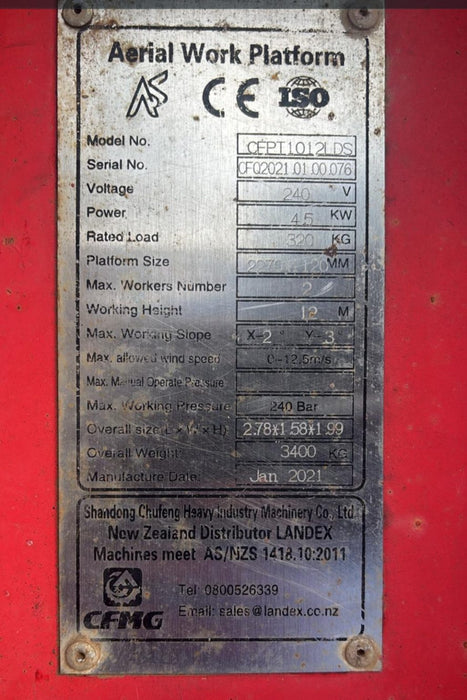 Aerial Work Platform
AS CE ISO
Model No. CFPT1012LDS
Serial No. CF02021.01.00.076
Voltage 240 V
Power 4.5 KW
Rated Load 320 KG
Platform Size MM
Max. Workers Number 2
Working Height 12 M
Max. Working Slope X-2° Y-3°
Max. allowed wind speed 0-12.5m/s
Max. Manual Operate Pressure
Max. Working Pressure 240 Bar
Overall size(L×W×H) 2.78*1.58*1.99
Overall Weight 3400 KG
Manufacture Date Jan 2021
Shandong Chufeng Heavy Industry Machinery Co., Ltd.
New Zealand Distributor LANDEX
Machines meet AS/NZS 1418.10:2011
Tel: 0800526339
Email: sales@landex.co.nz
CFMG